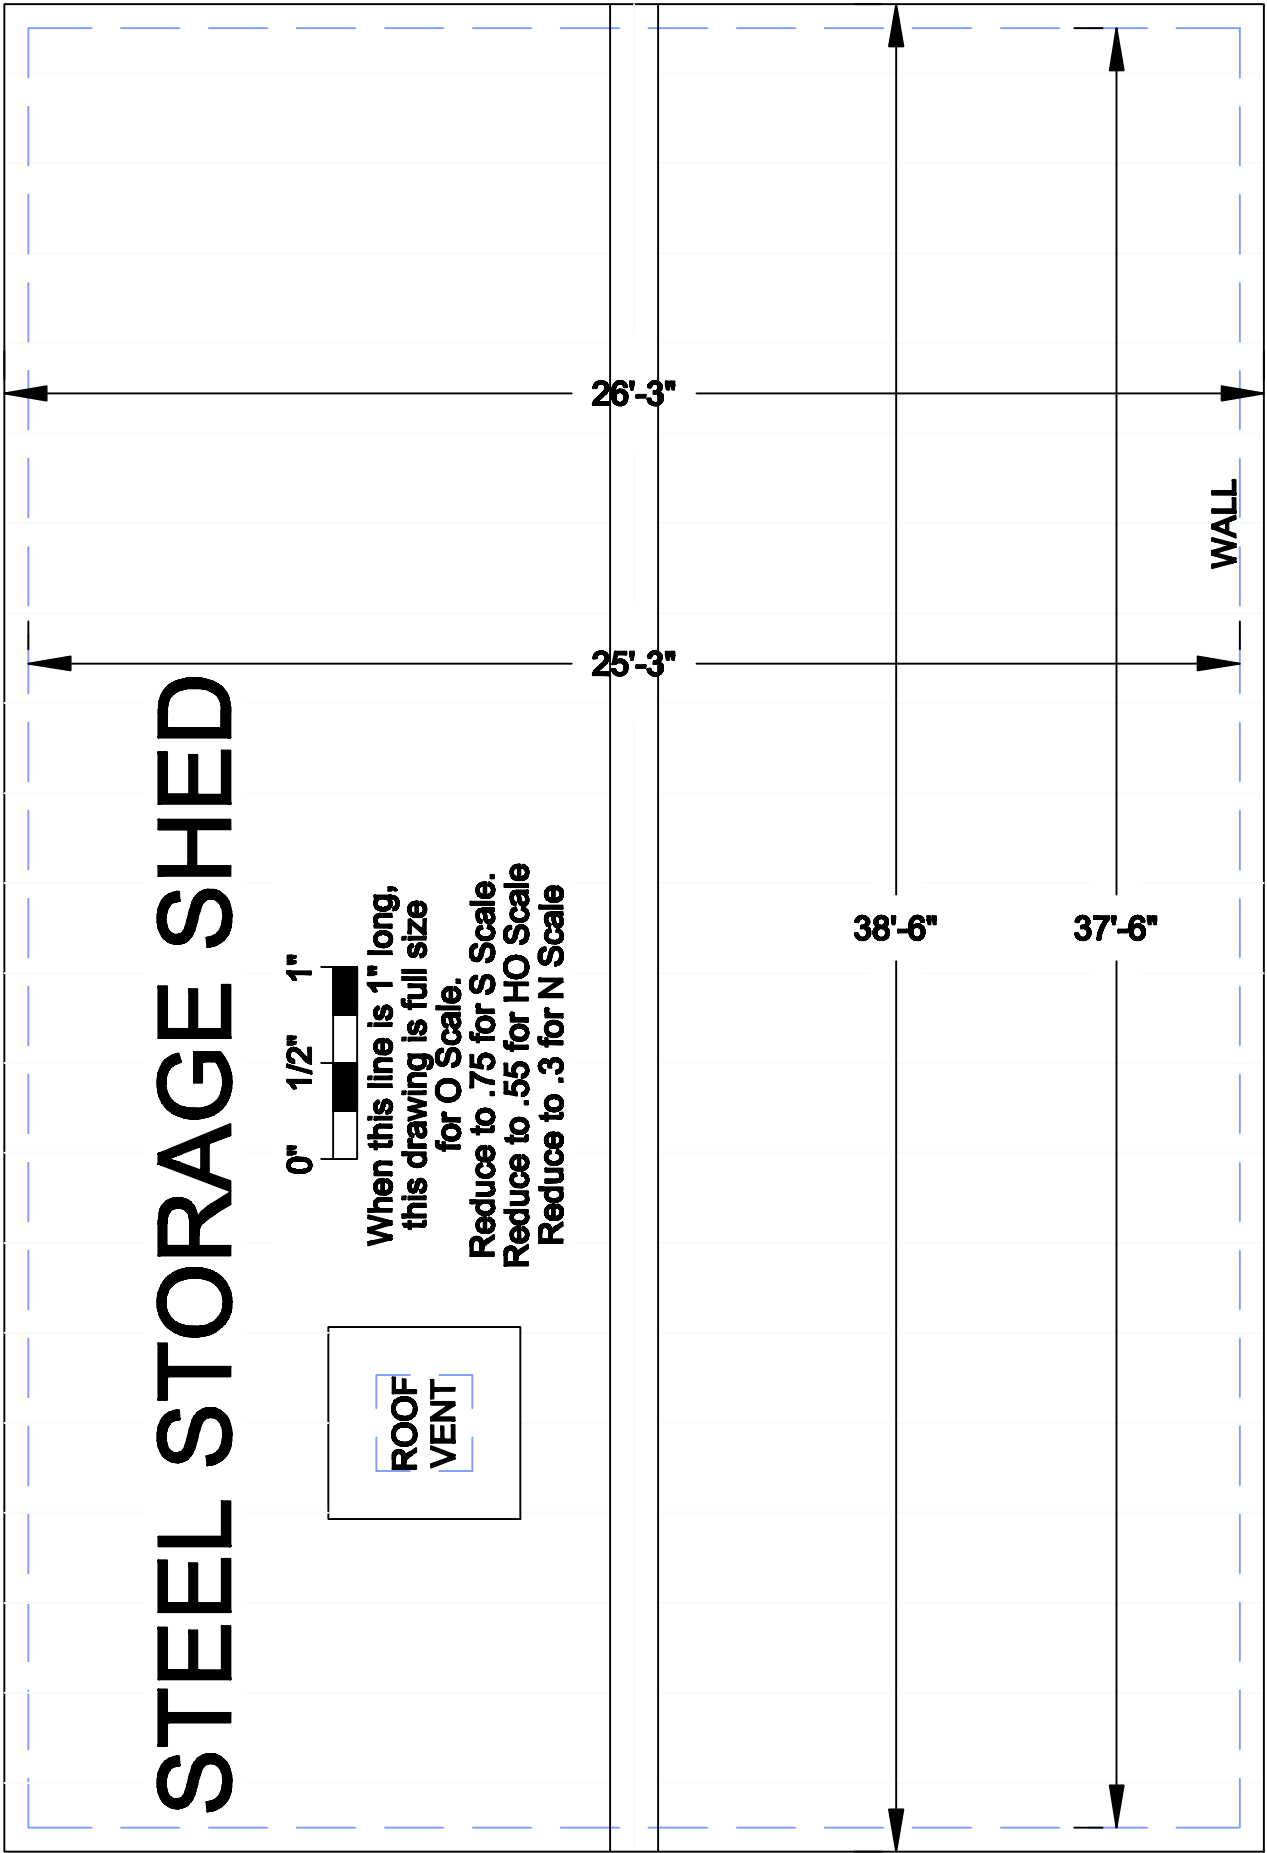 STEEL STORAGE SHED
0" 1/2" 1"
When this line is 1" long,
this drawing is full size
for O Scale.
Reduce to .75 for S Scale.
Reduce to .55 for HO Scale
Reduce to .3 for N Scale
ROOF
VENT
26'-3"
25'-3"
38'-6"
37'-6"
WALL